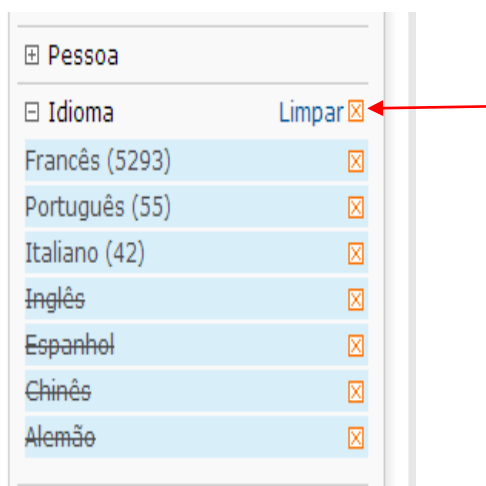 Pessoa
Idioma Limpar
Francês (5293)
Português (55)
Italiano (42)
Inglês
Espanhol
Chinês
Alemão